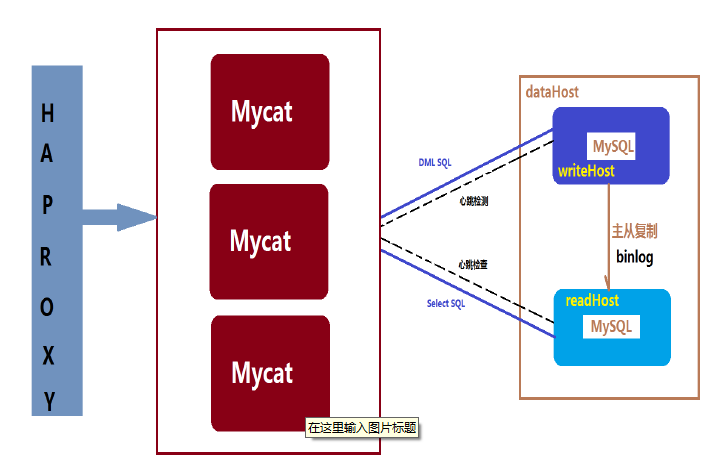 HAPROXY
Mycat
Mycat
Mycat
在这里输入图片标题
DML SQL
心跳检测
心跳检查
Select SQL
dataHost
MySQL
writeHost
主从复制
binlog
readHost
MySQL